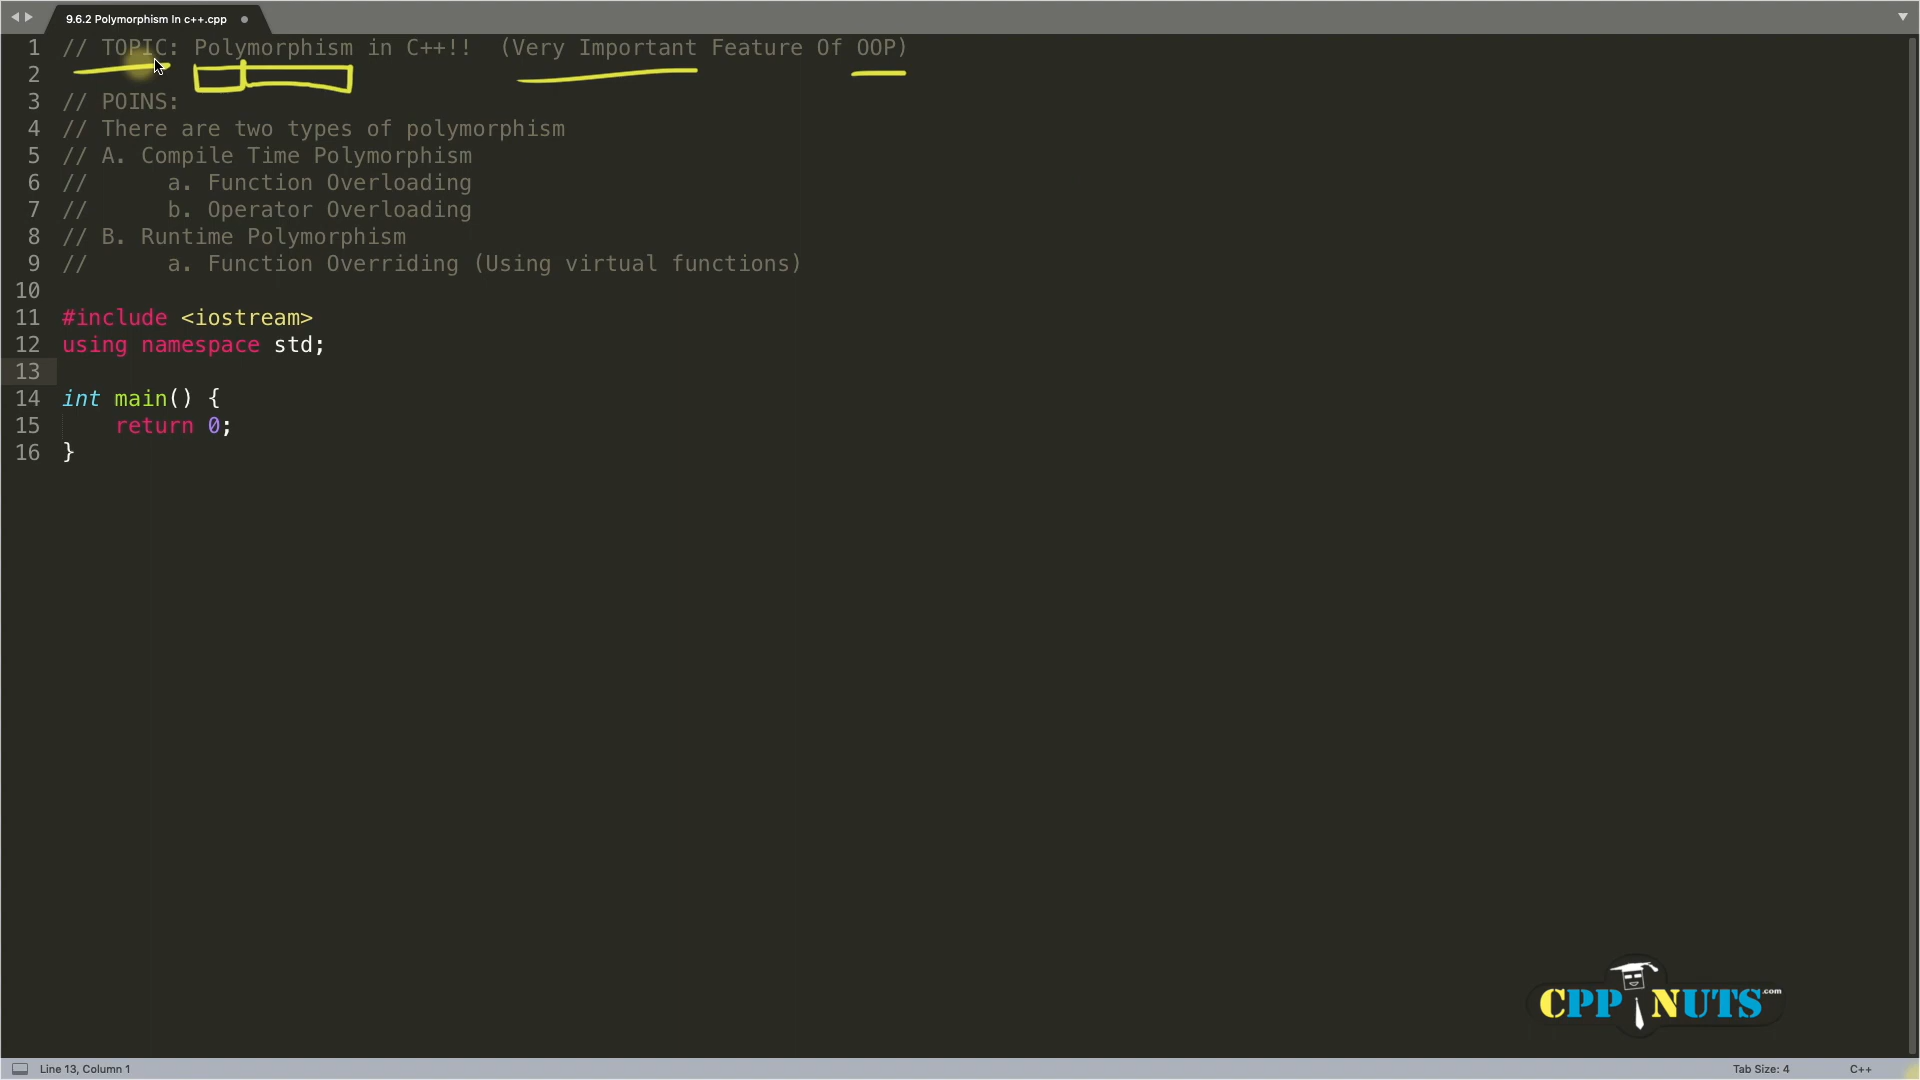 9.6.2 Polymorphism In c++.cpp
1 // TOPIC: Polymorphism in C++!!  (Very Important Feature Of OOP)
2
3 // POINS:
4 // There are two types of polymorphism
5 // A. Compile Time Polymorphism
6 //      a. Function Overloading
7 //      b. Operator Overloading
8 // B. Runtime Polymorphism
9 //      a. Function Overriding (Using virtual functions)
10
11 #include <iostream>
12 using namespace std;
13
14 int main() {
15     return 0;
16 }
CPP NUTS .com
Line 13, Column 1 Tab Size: 4 C++